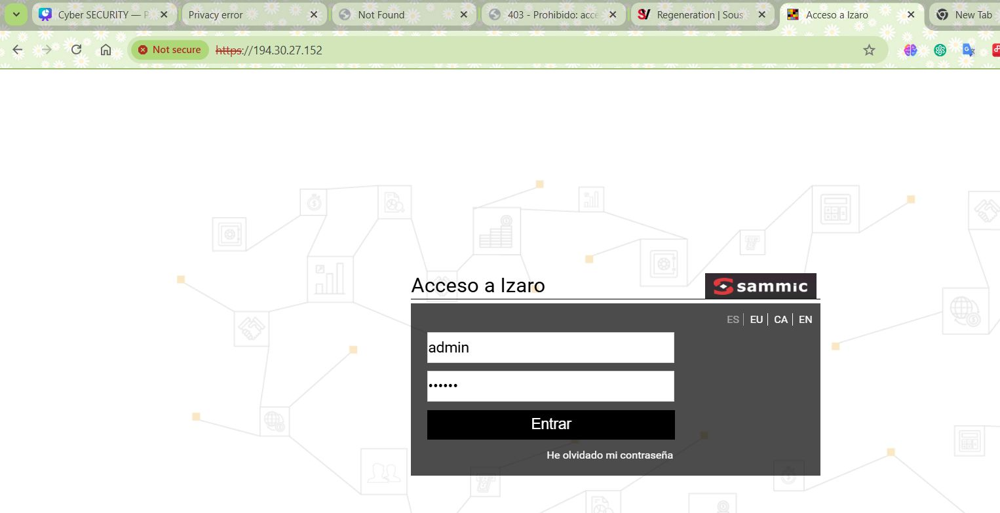 Cyber SECURITY — P
Privacy error
Not Found
403 - Prohibido: acce
Regeneration | Sous
Acceso a Izaro
New Tab
Not secure
https://194.30.27.152
Acceso a Izaro
sammic
ES | EU | CA | EN
admin
••••••
Entrar
He olvidado mi contraseña